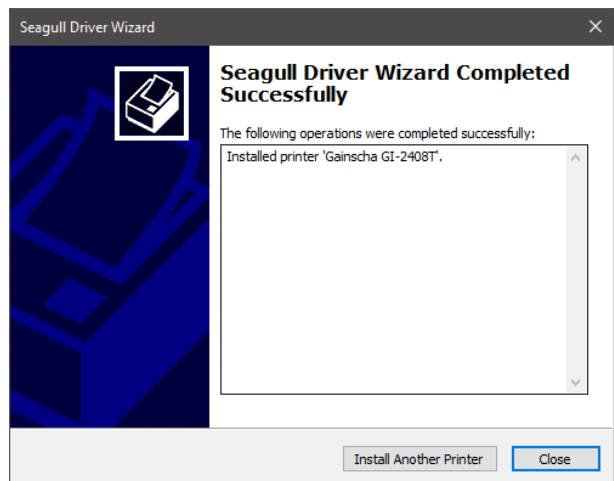 Seagull Driver Wizard
Seagull Driver Wizard Completed
Successfully
The following operations were completed successfully:
Installed printer 'Gainscha GI-2408T'.
Install Another Printer
Close